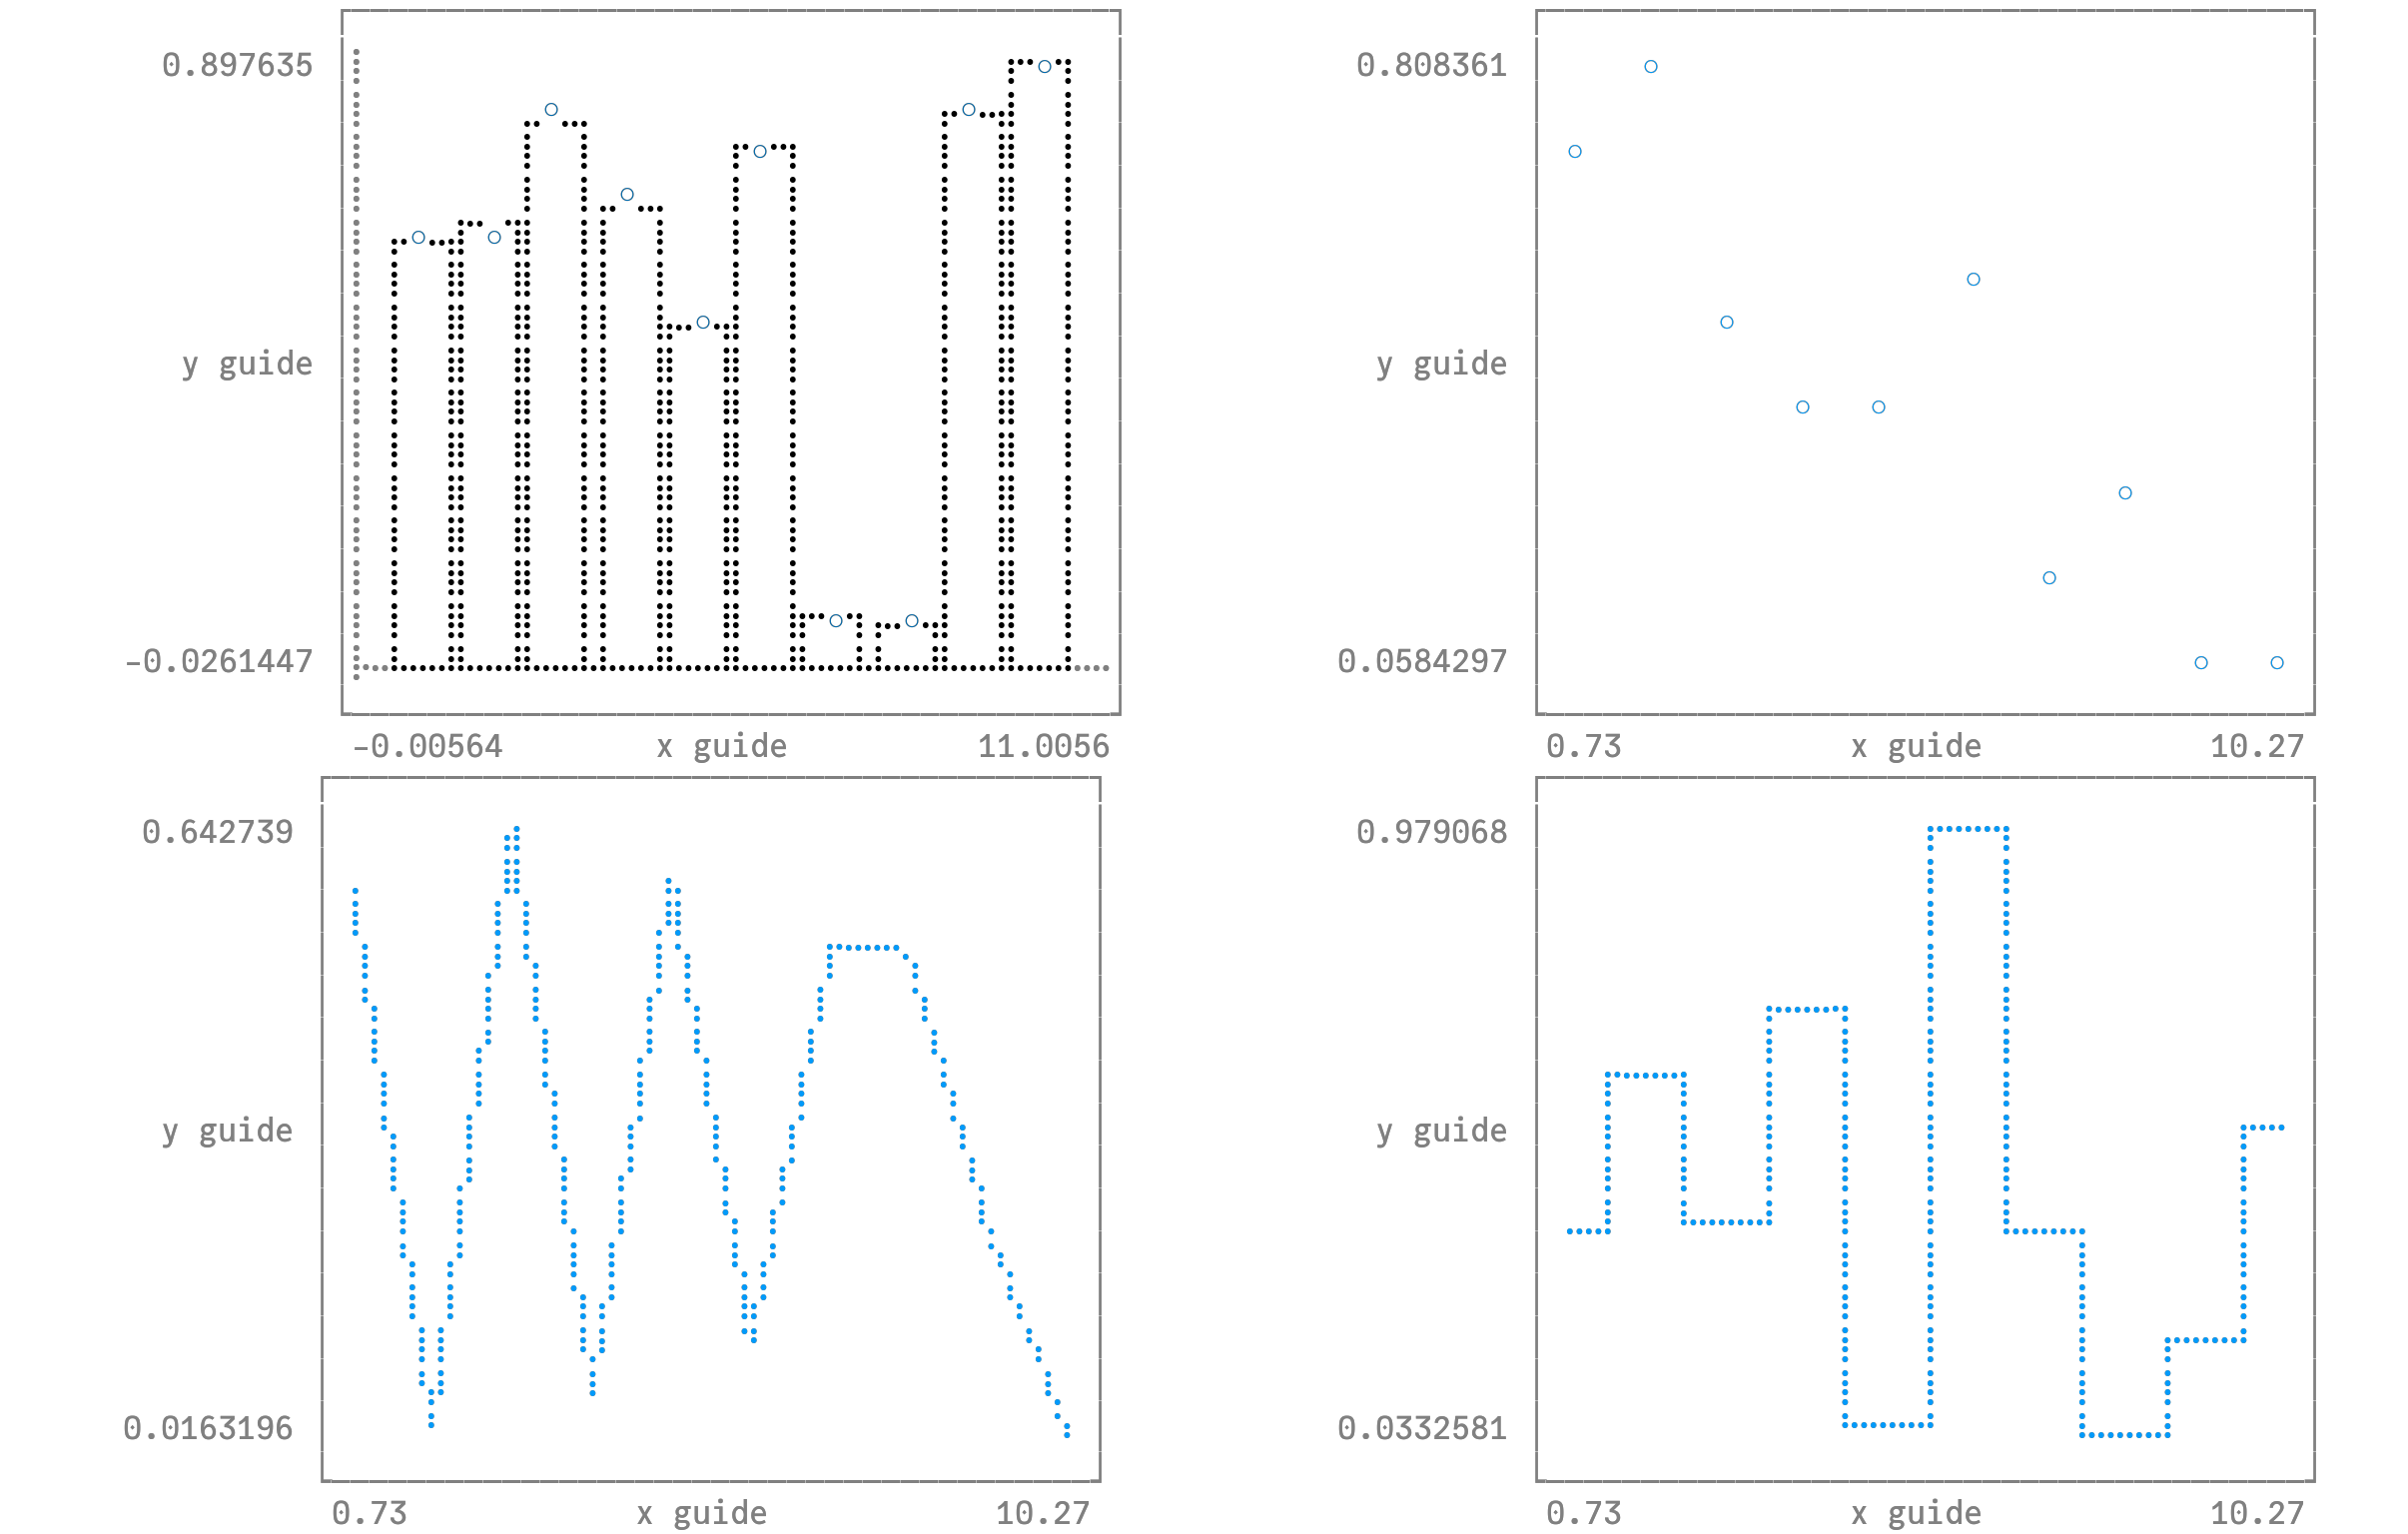 0.897635
y guide
-0.0261447
-0.00564 x guide 11.0056
0.808361
y guide
0.0584297
0.73 x guide 10.27
0.642739
y guide
0.0163196
0.73 x guide 10.27
0.979068
y guide
0.0332581
0.73 x guide 10.27